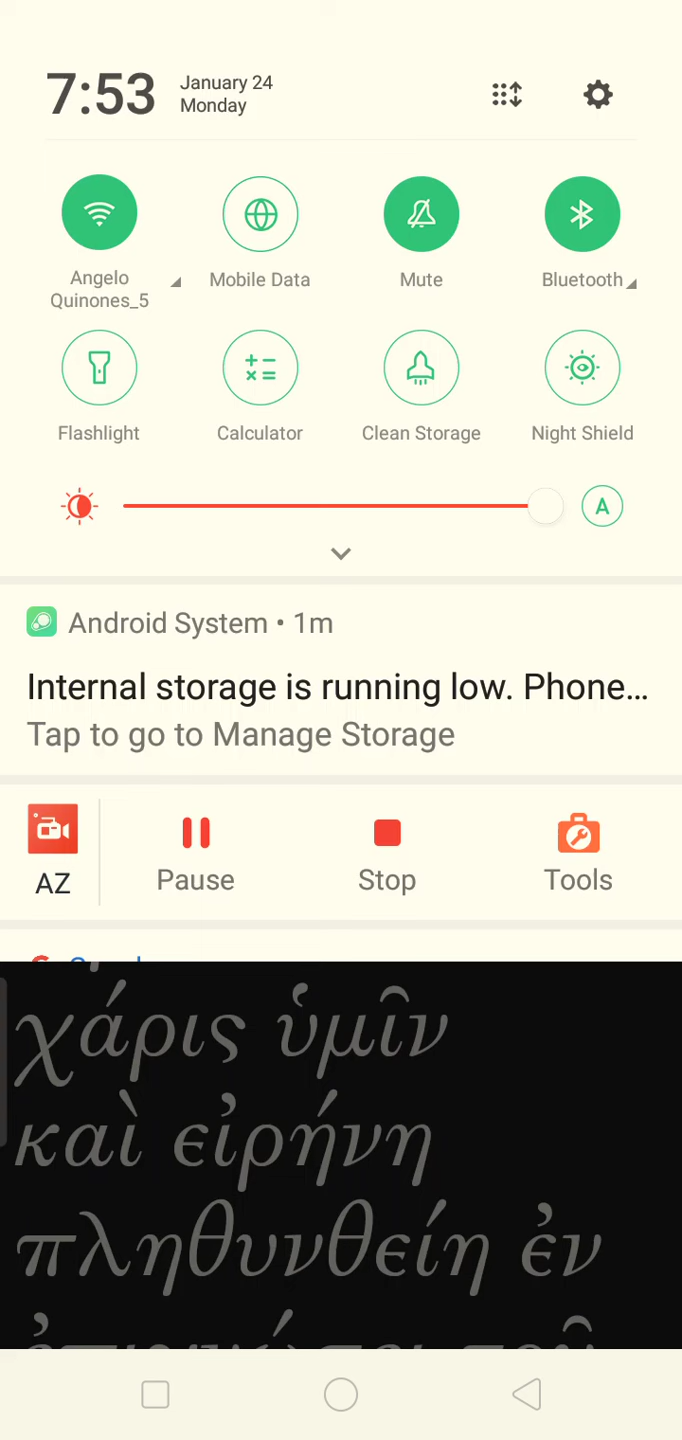 7:53
January 24
Monday
Angelo
Quinones_5
Mobile Data
Mute
Bluetooth
Flashlight
Calculator
Clean Storage
Night Shield
A
Android System • 1m
Internal storage is running low. Phone…
Tap to go to Manage Storage
AZ
Pause
Stop
Tools
χάρις ὑμῖν
καὶ εἰρήνη
πληθυνθείη ἐν